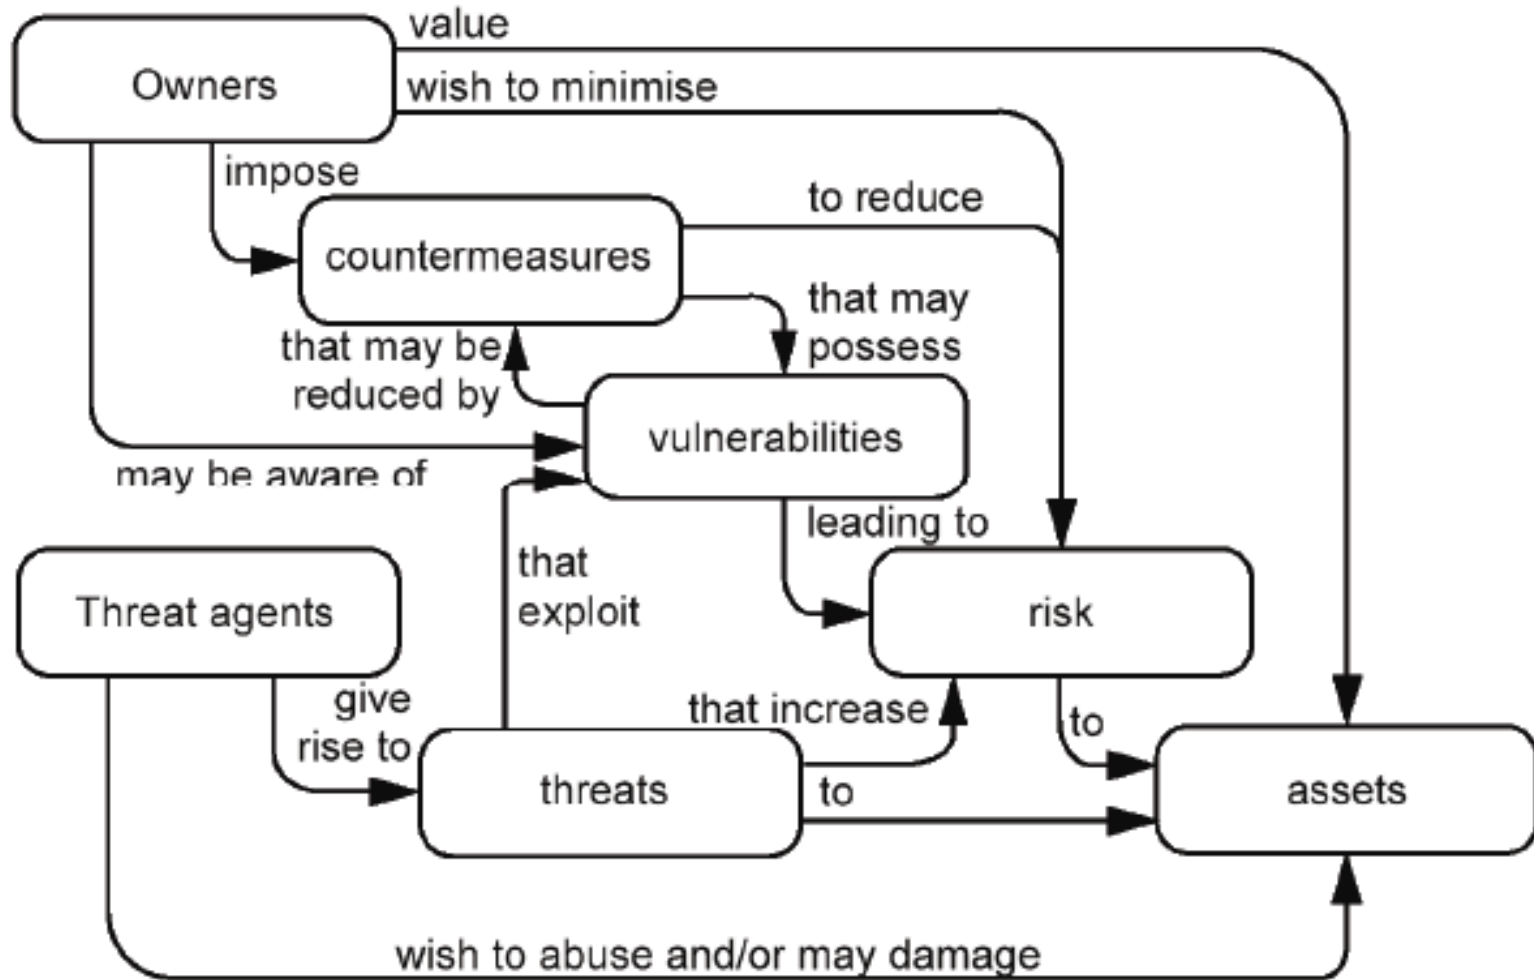 value
Owners
wish to minimise
impose
to reduce
countermeasures
that may
possess
that may be
reduced by
vulnerabilities
may be aware of
leading to
that
exploit
Threat agents
risk
give
rise to
that increase
to
threats
to
assets
wish to abuse and/or may damage